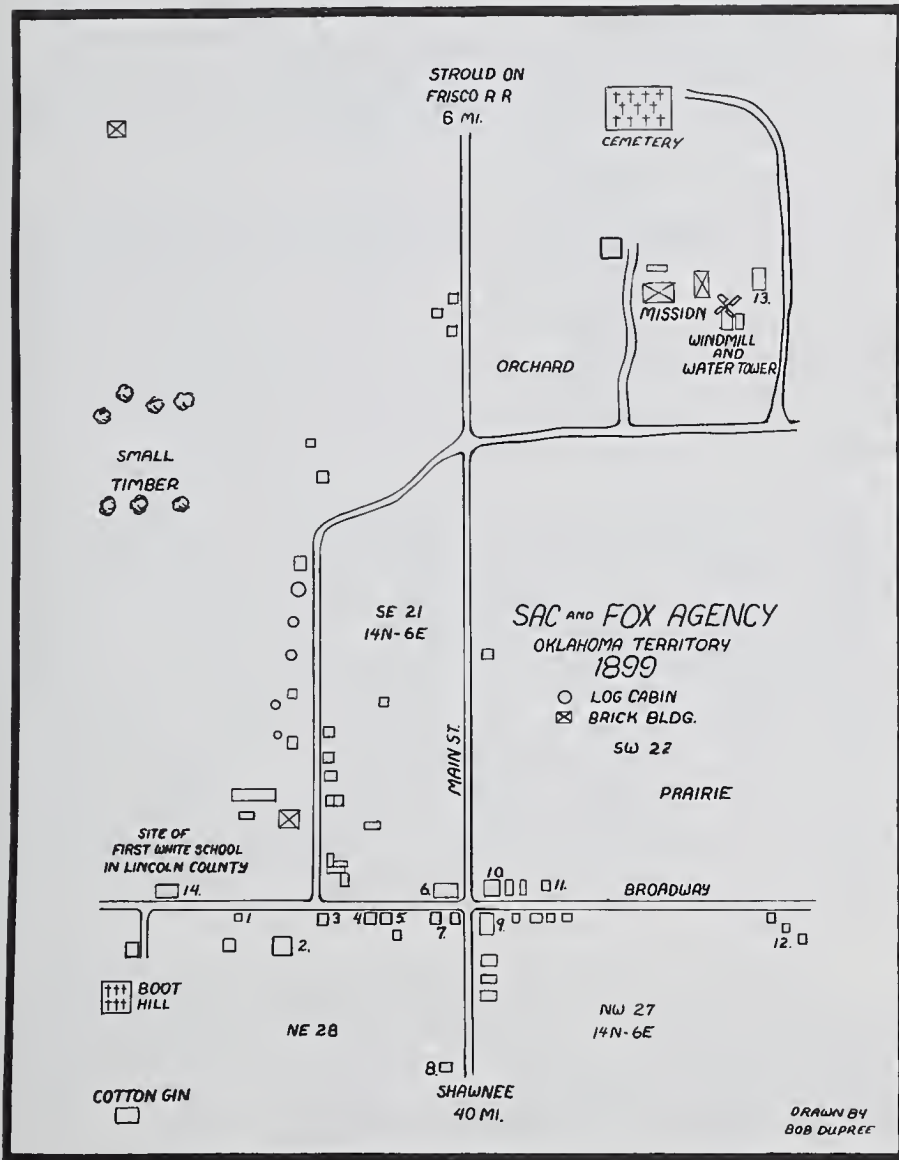 STROUD ON
FRISCO R R
6 MI.
CEMETERY
13.
MISSION
WINDMILL
AND
WATER TOWER
ORCHARD
SMALL
TIMBER
SE 21
14N-6E
SAC AND FOX AGENCY
OKLAHOMA TERRITORY
1899
LOG CABIN
BRICK BLDG.
SW 22
MAIN ST.
PRAIRIE
SITE OF
FIRST WHITE SCHOOL
IN LINCOLN COUNTY
14.
6.
10
11.
BROADWAY
1
2.
3
4
5.
7.
9.
12.
BOOT
HILL
NE 28
NW 27
14N-6E
8.
COTTON GIN
SHAWNEE
40 MI.
DRAWN BY
BOB DUPREE